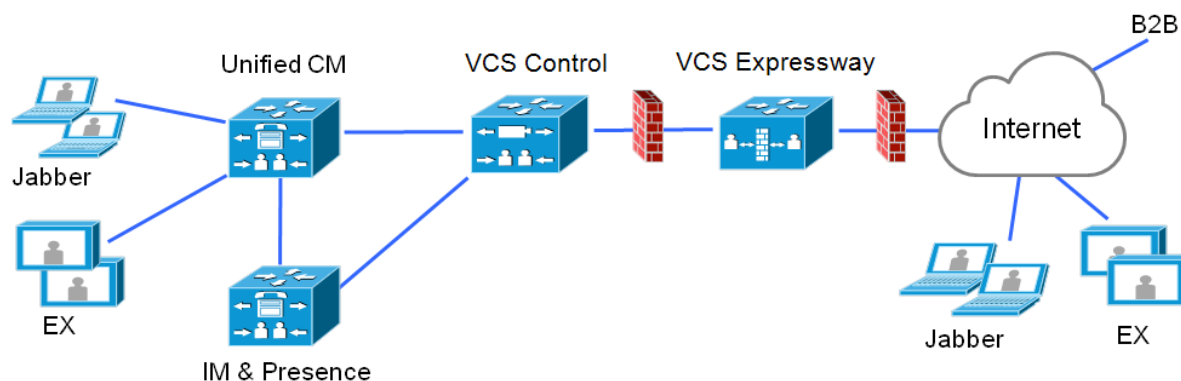 B2B
Unified CM
VCS Control
VCS Expressway
Internet
Jabber
EX
IM & Presence
Jabber
EX